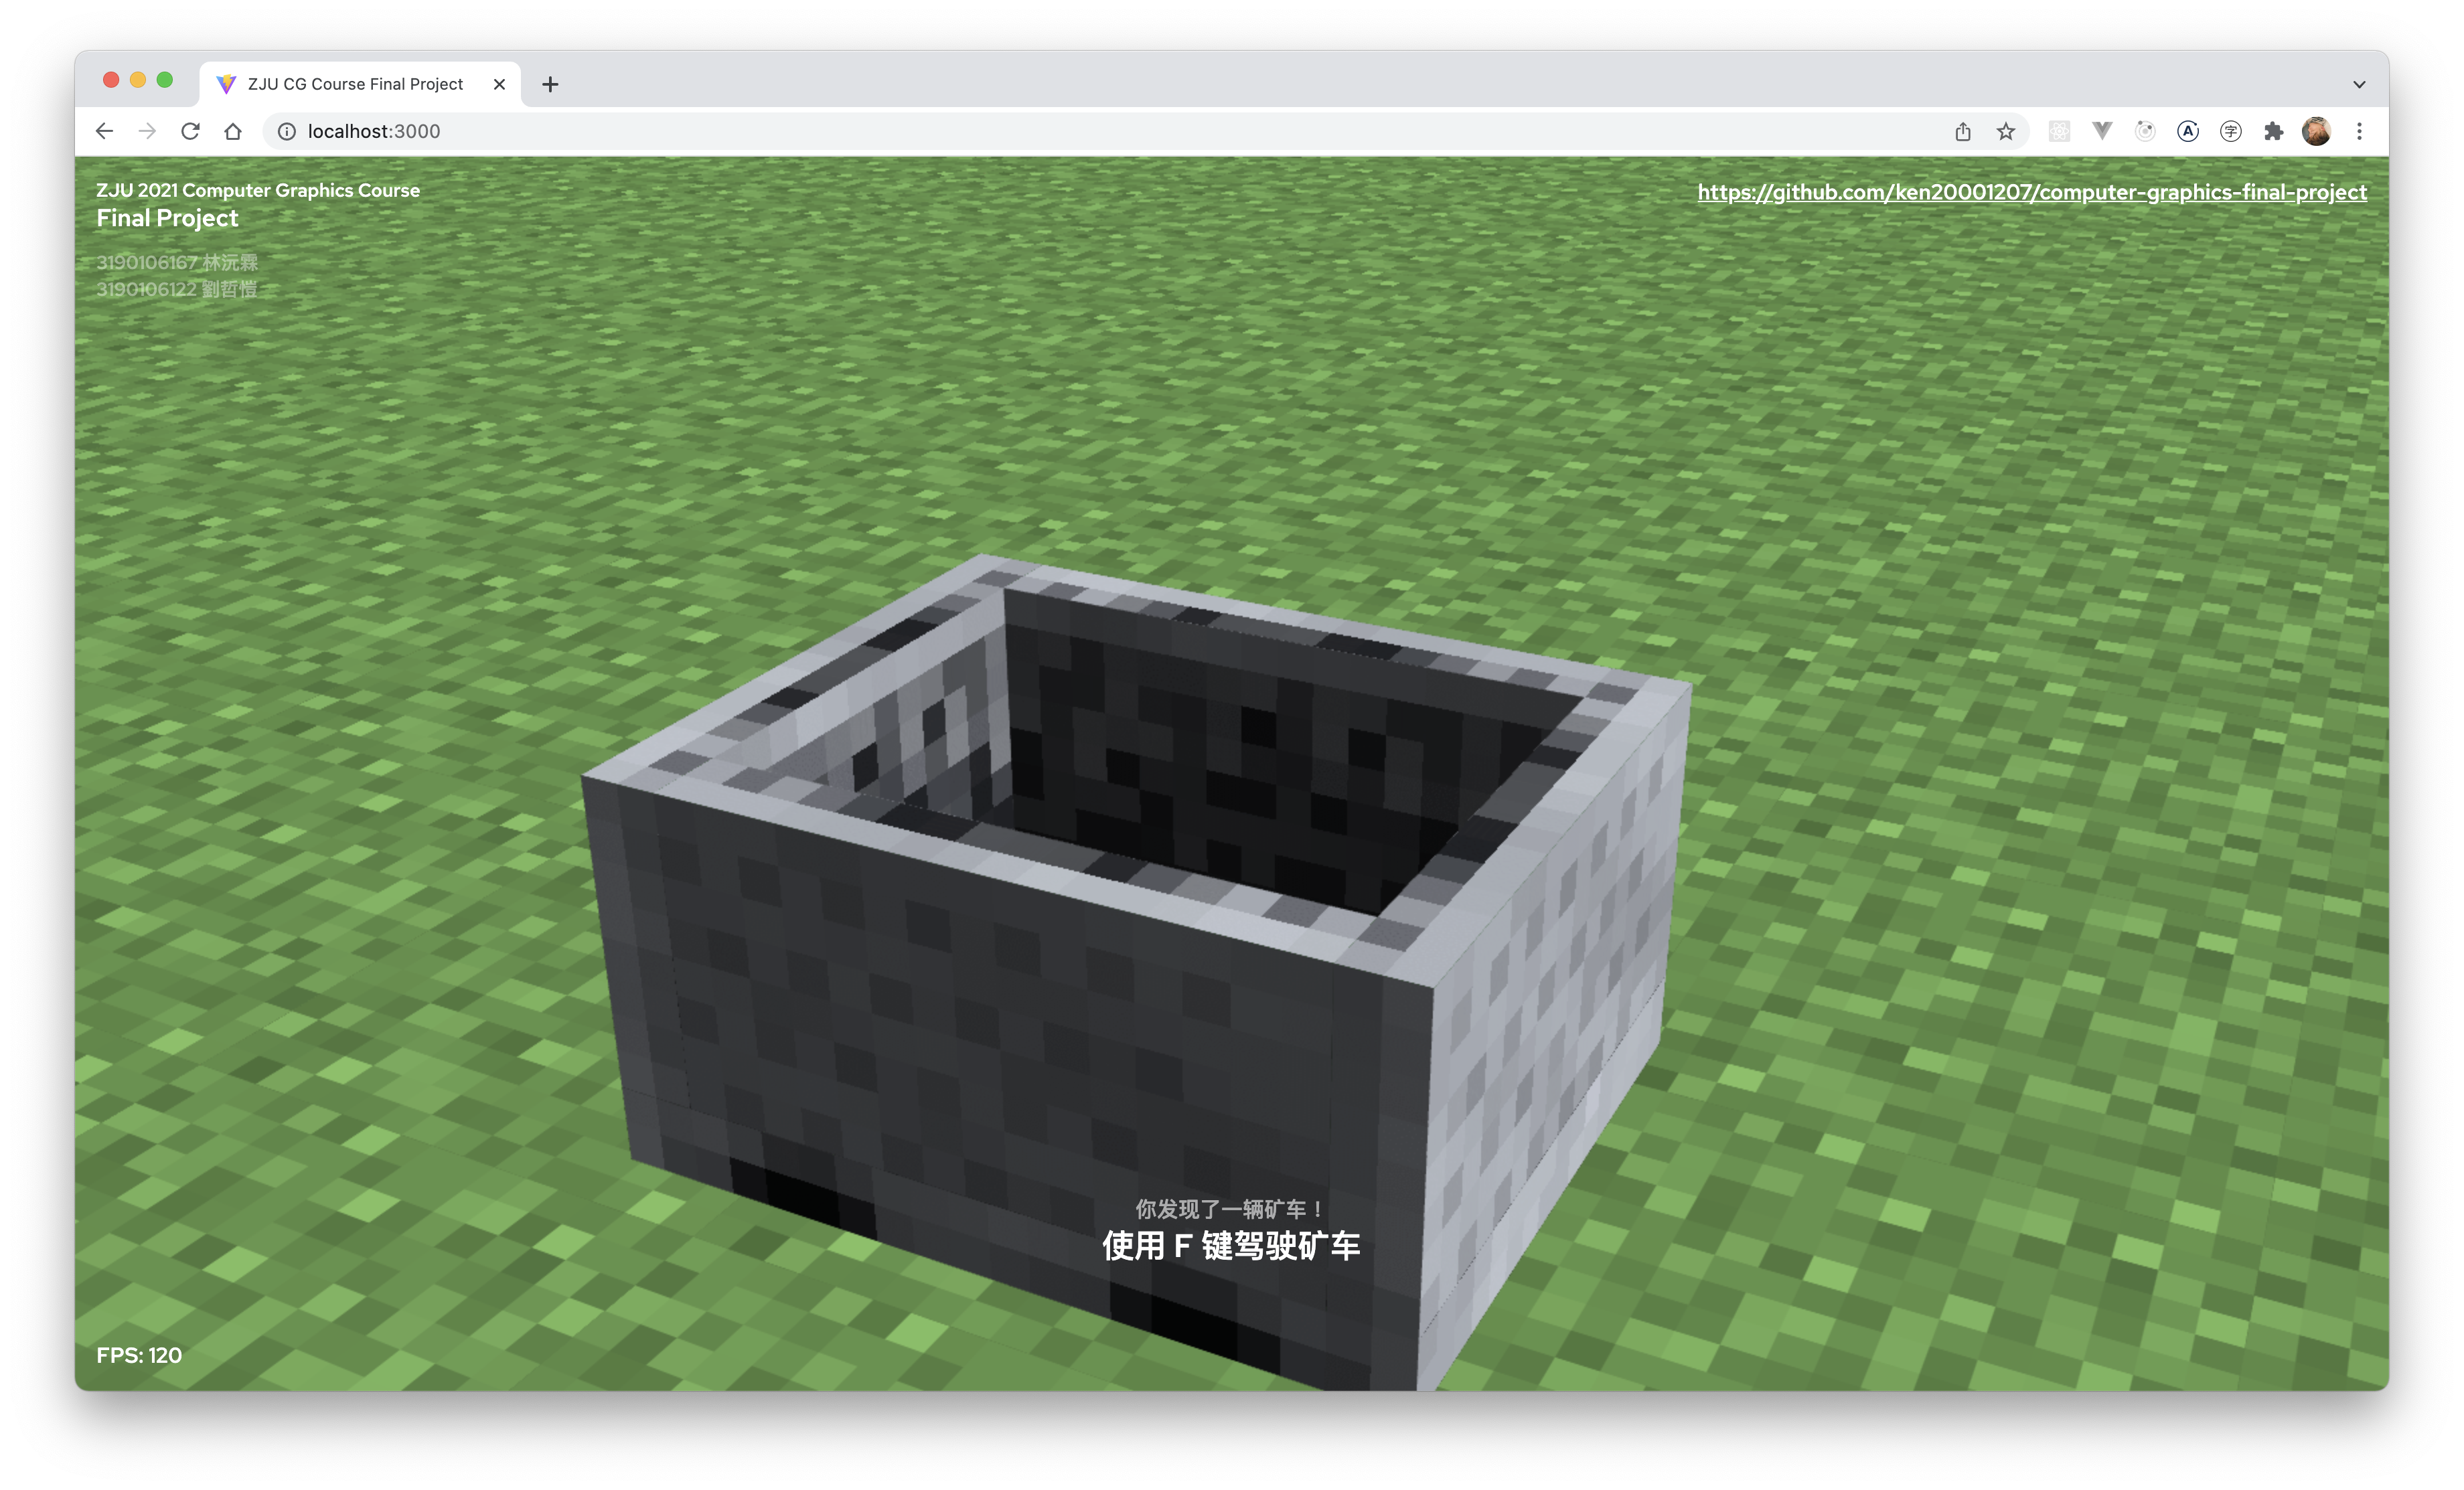 ZJU CG Course Final Project
localhost:3000
ZJU 2021 Computer Graphics Course
Final Project
3190106167 林沅霖
3190106122 劉哲愷
https://github.com/ken20001207/computer-graphics-final-project
你发现了一辆矿车！
使用 F 键驾驶矿车
FPS: 120